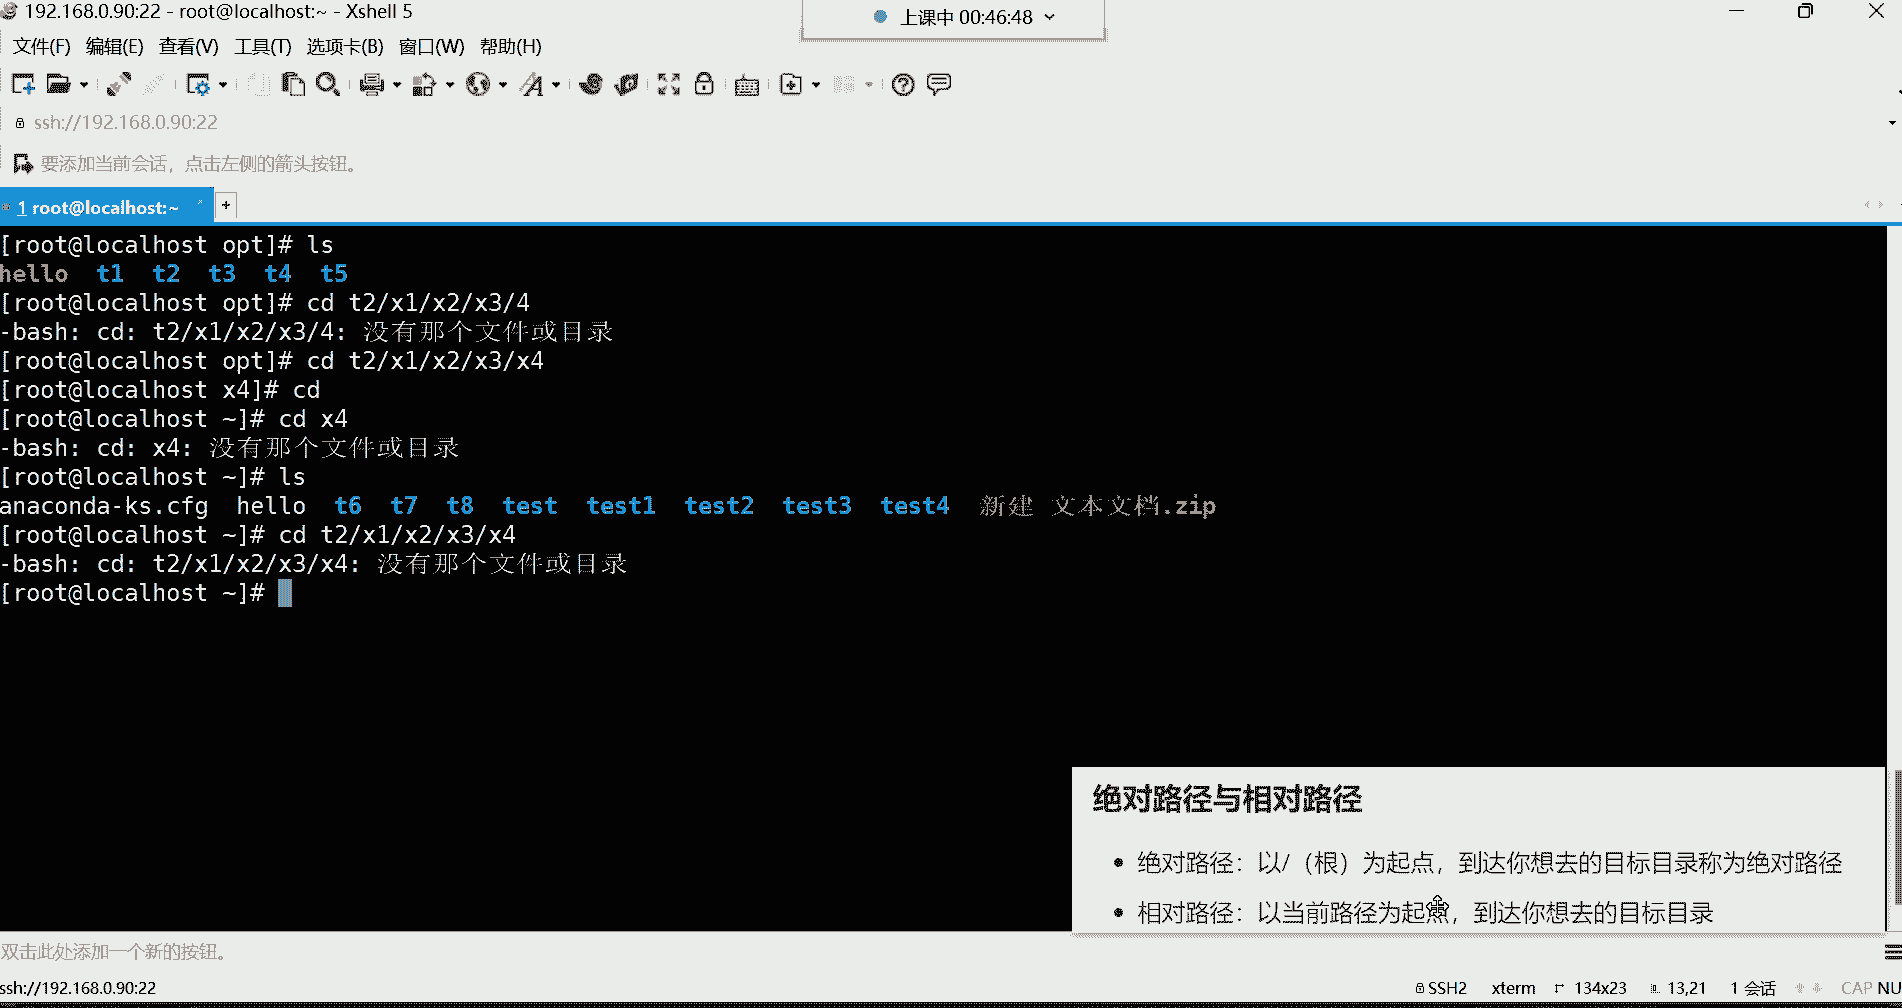 192.168.0.90:22 - root@localhost:~ - Xshell 5
上课中 00:46:48
文件(F) 编辑(E) 查看(V) 工具(T) 选项卡(B) 窗口(W) 帮助(H)
ssh://192.168.0.90:22
要添加当前会话，点击左侧的箭头按钮。
1 root@localhost:~ +
[root@localhost opt]# ls
hello t1 t2 t3 t4 t5
[root@localhost opt]# cd t2/x1/x2/x3/4
-bash: cd: t2/x1/x2/x3/4: 没有那个文件或目录
[root@localhost opt]# cd t2/x1/x2/x3/x4
[root@localhost x4]# cd
[root@localhost ~]# cd x4
-bash: cd: x4: 没有那个文件或目录
[root@localhost ~]# ls
anaconda-ks.cfg hello t6 t7 t8 test test1 test2 test3 test4 新建 文本文档.zip
[root@localhost ~]# cd t2/x1/x2/x3/x4
-bash: cd: t2/x1/x2/x3/x4: 没有那个文件或目录
[root@localhost ~]#
绝对路径与相对路径
• 绝对路径：以/（根）为起点，到达你想去的目标目录称为绝对路径
• 相对路径：以当前路径为起点，到达你想去的目标目录
双击此处添加一个新的按钮。
ssh://192.168.0.90:22 SSH2 xterm 134x23 13,21 1 会话 CAP NU